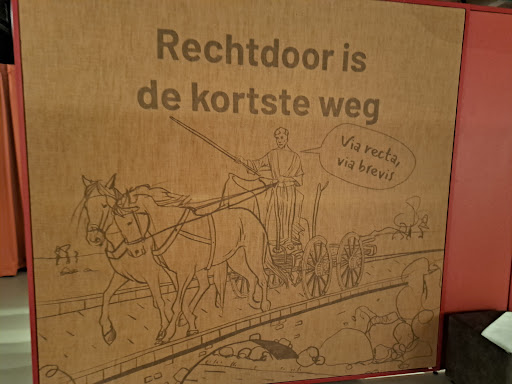 Rechtdoor is
de kortste weg
Via recta,
via brevis